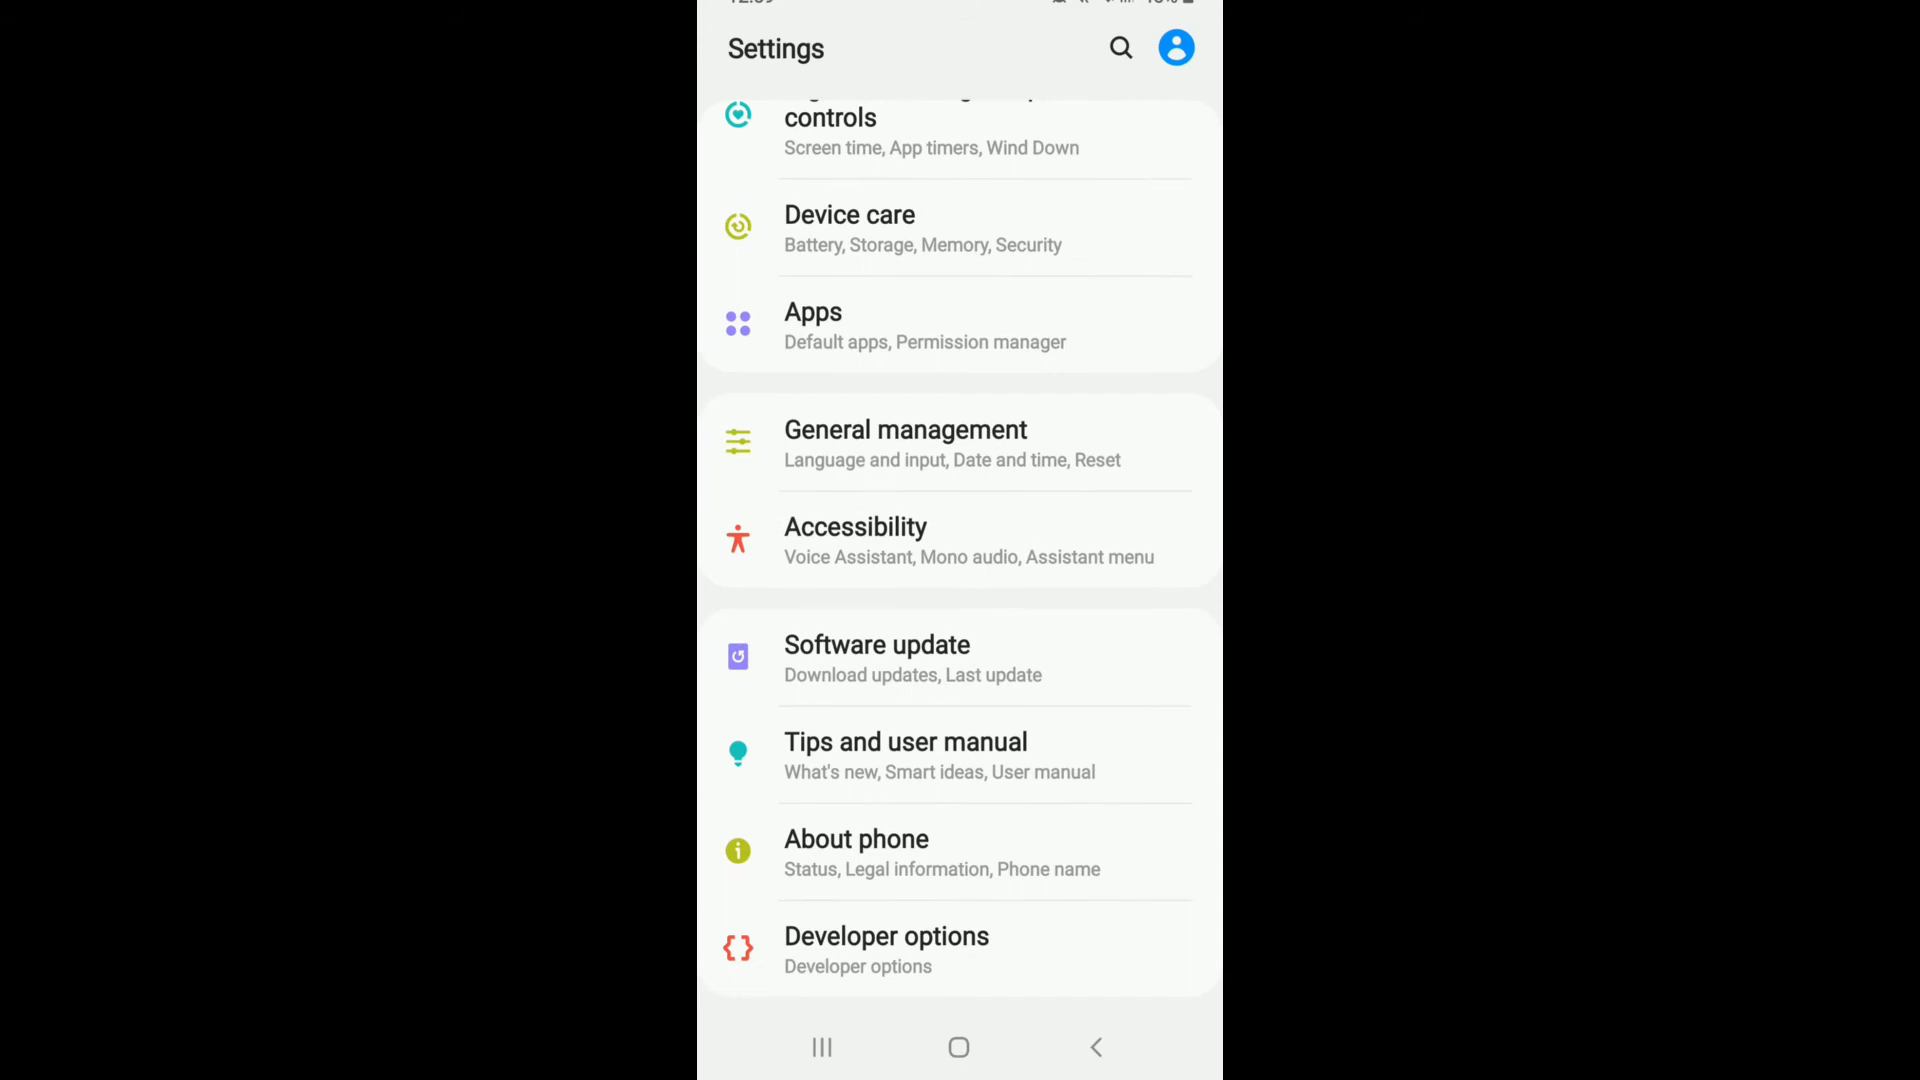 Settings
controls
Screen time, App timers, Wind Down
Device care
Battery, Storage, Memory, Security
Apps
Default apps, Permission manager
General management
Language and input, Date and time, Reset
Accessibility
Voice Assistant, Mono audio, Assistant menu
Software update
Download updates, Last update
Tips and user manual
What's new, Smart ideas, User manual
About phone
Status, Legal information, Phone name
Developer options
Developer options